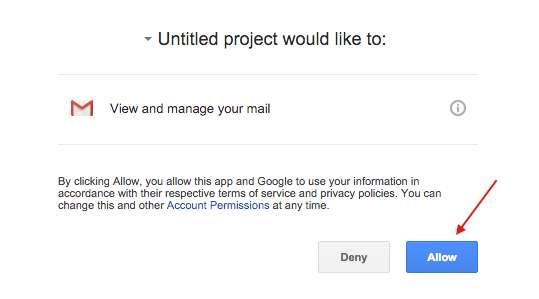 Untitled project would like to:
View and manage your mail
By clicking Allow, you allow this app and Google to use your information in
accordance with their respective terms of service and privacy policies. You can
change this and other Account Permissions at any time.
Deny
Allow